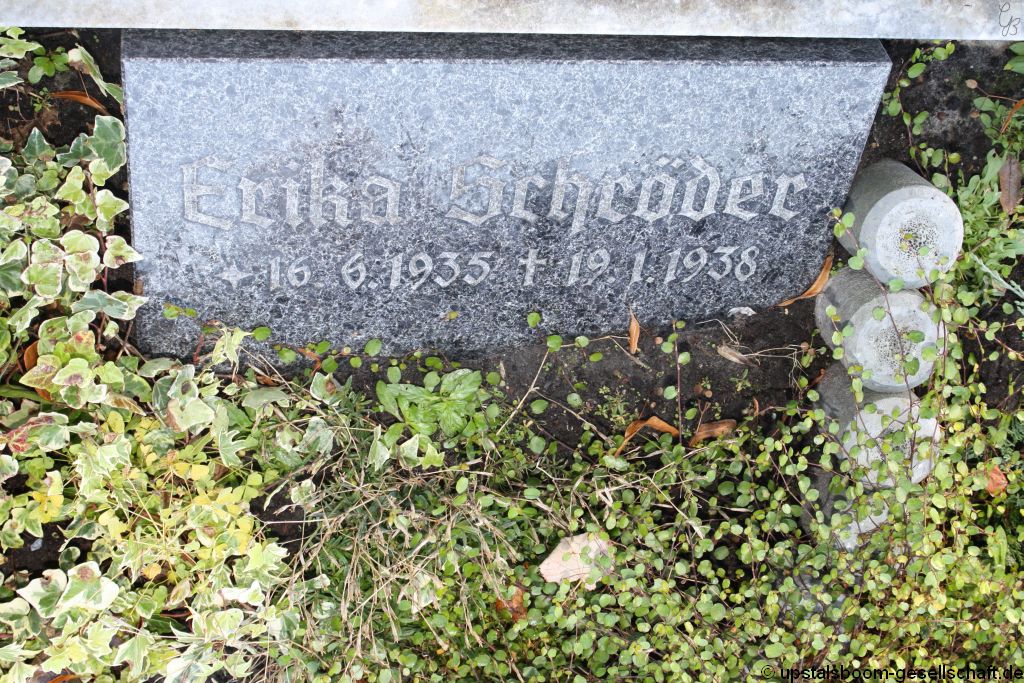 Erika Schröder
* 16. 6. 1935 † 19. 1. 1938
© upstalsboom-gesellschaft.de